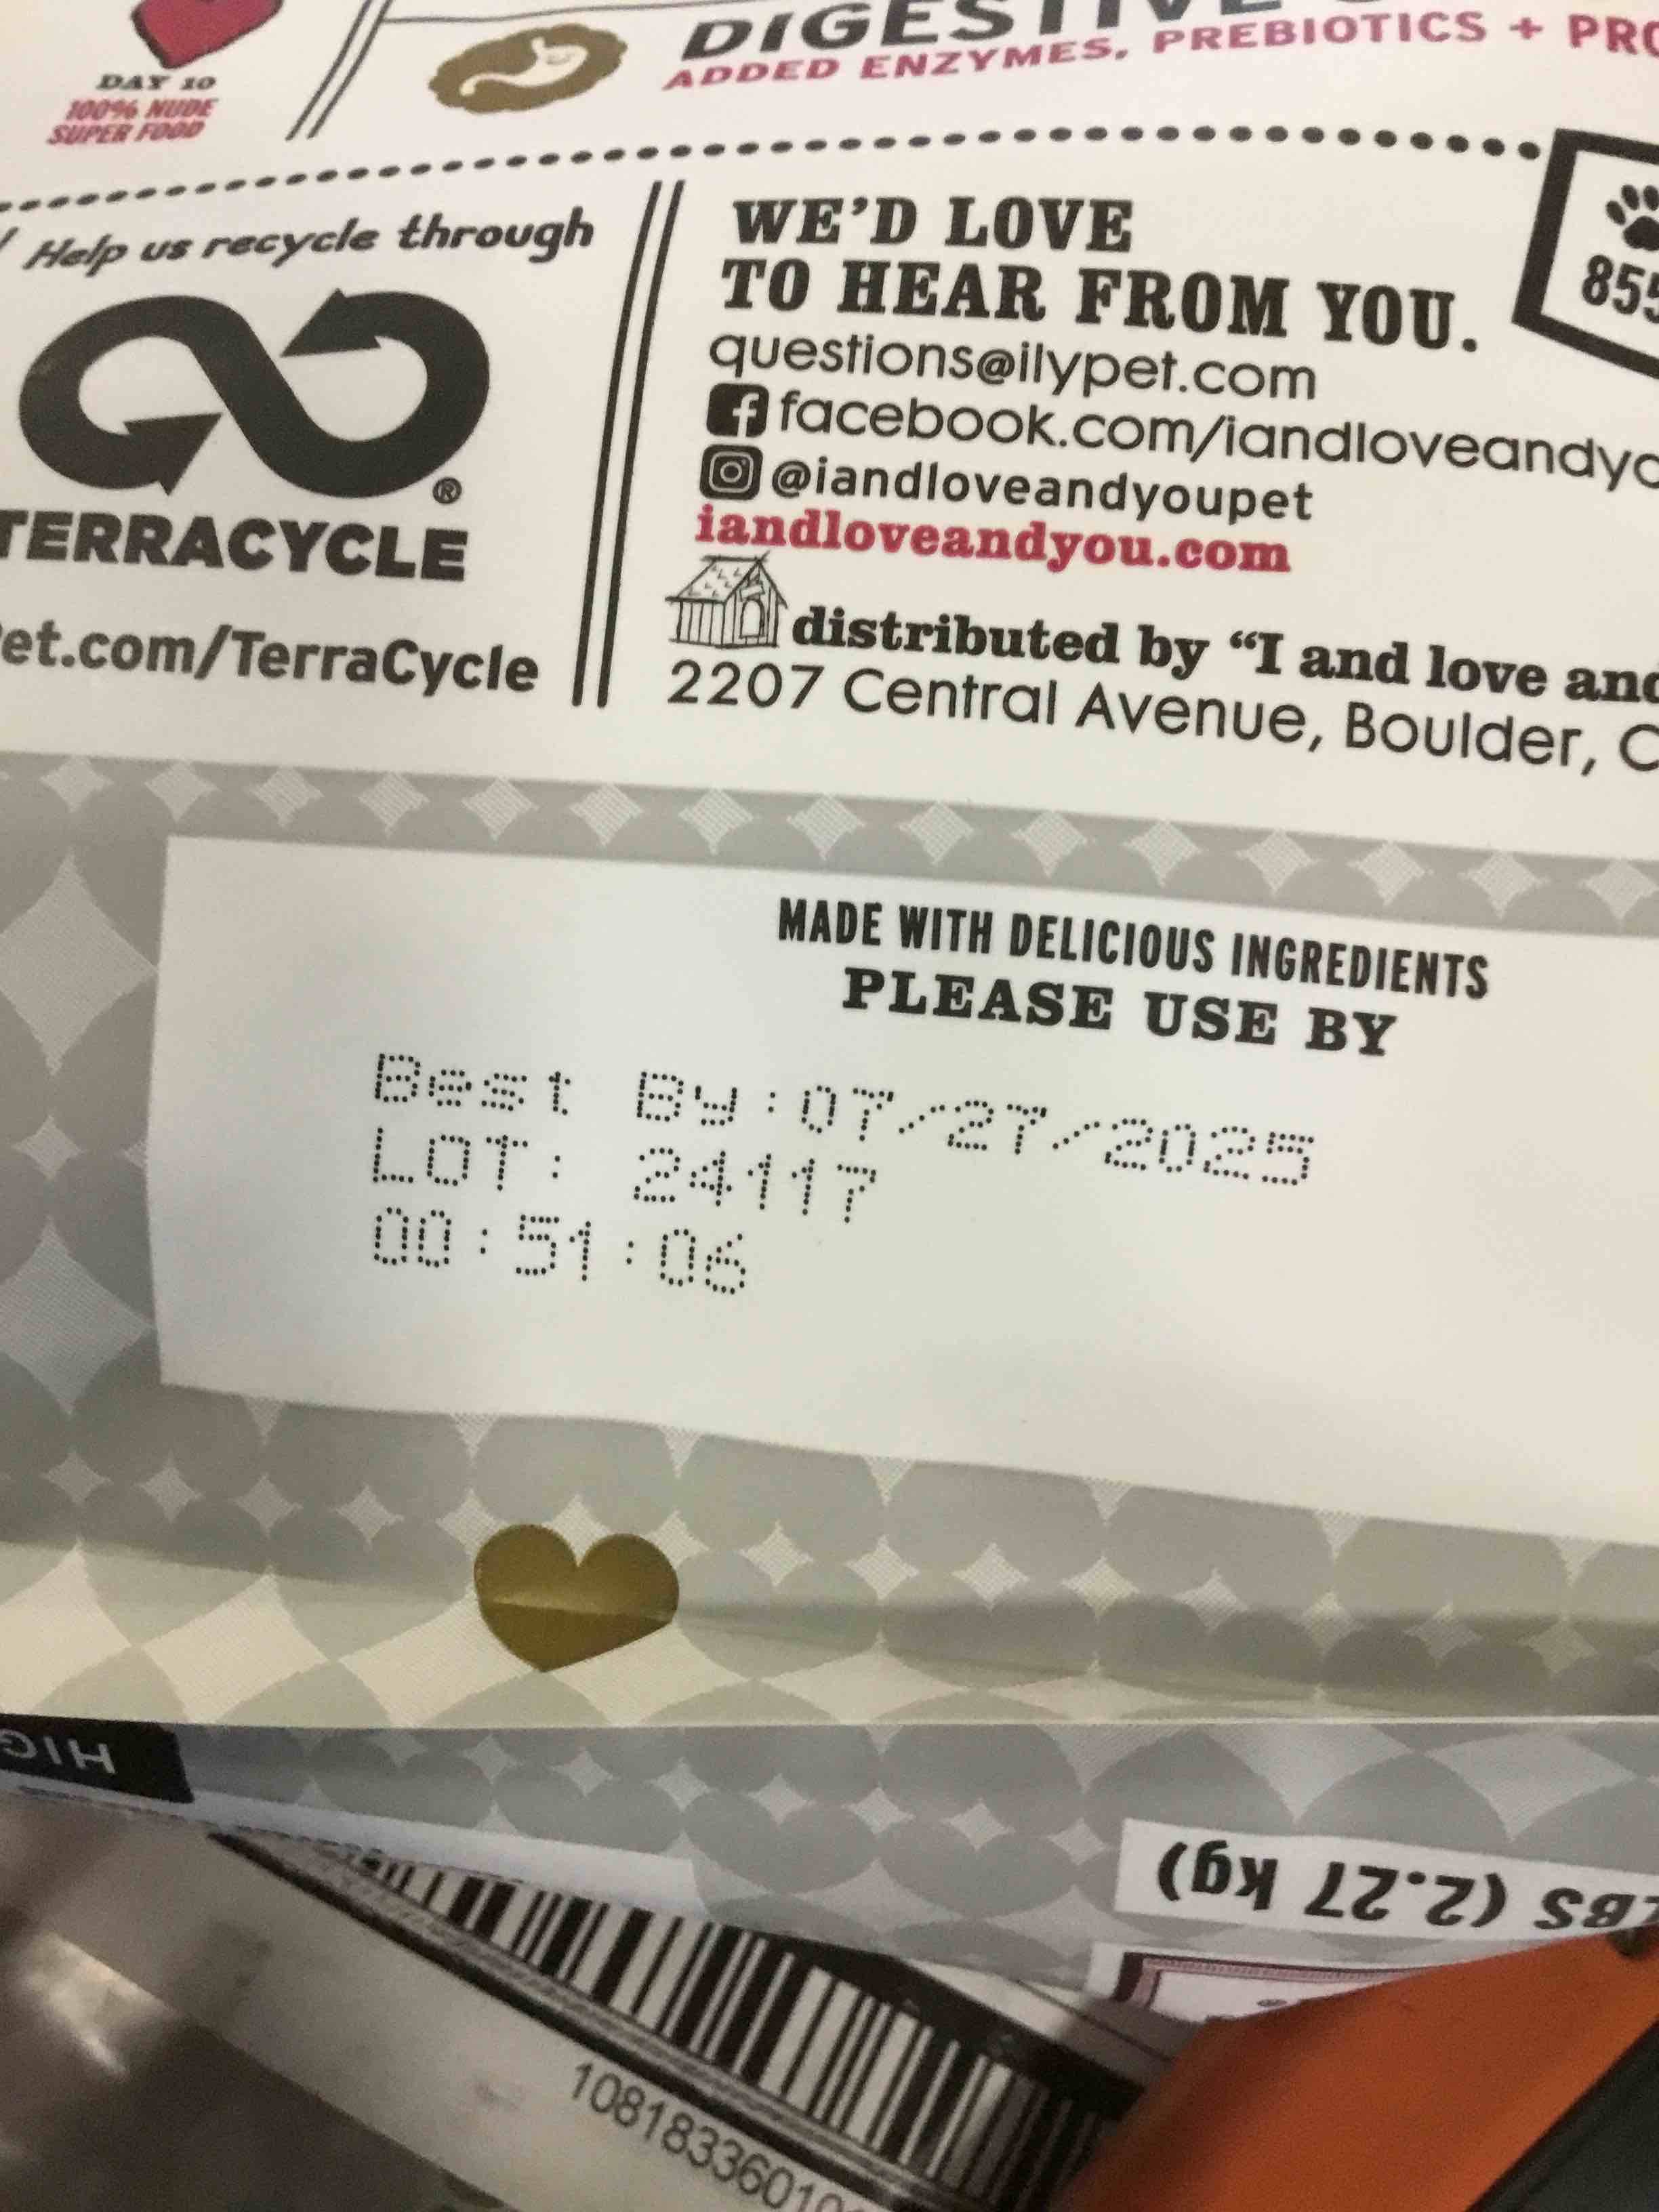 DIGESTIVE
ADDED ENZYMES, PREBIOTICS +
DAY 10
100% NUDE
SUPER FOOD
Help us recycle through
TERRACYCLE
®
et.com/TerraCycle
WE'D LOVE
TO HEAR FROM YOU.
855
questions@ilypet.com
facebook.com/iandloveandyo
@iandloveandyoupet
iandloveandyou.com
distributed by “I and love and
2207 Central Avenue, Boulder, C
MADE WITH DELICIOUS INGREDIENTS
PLEASE USE BY
Best By:07/27/2025
LOT: 24117
00:51:06
HIG
LBS (2.27 kg)
10818336010